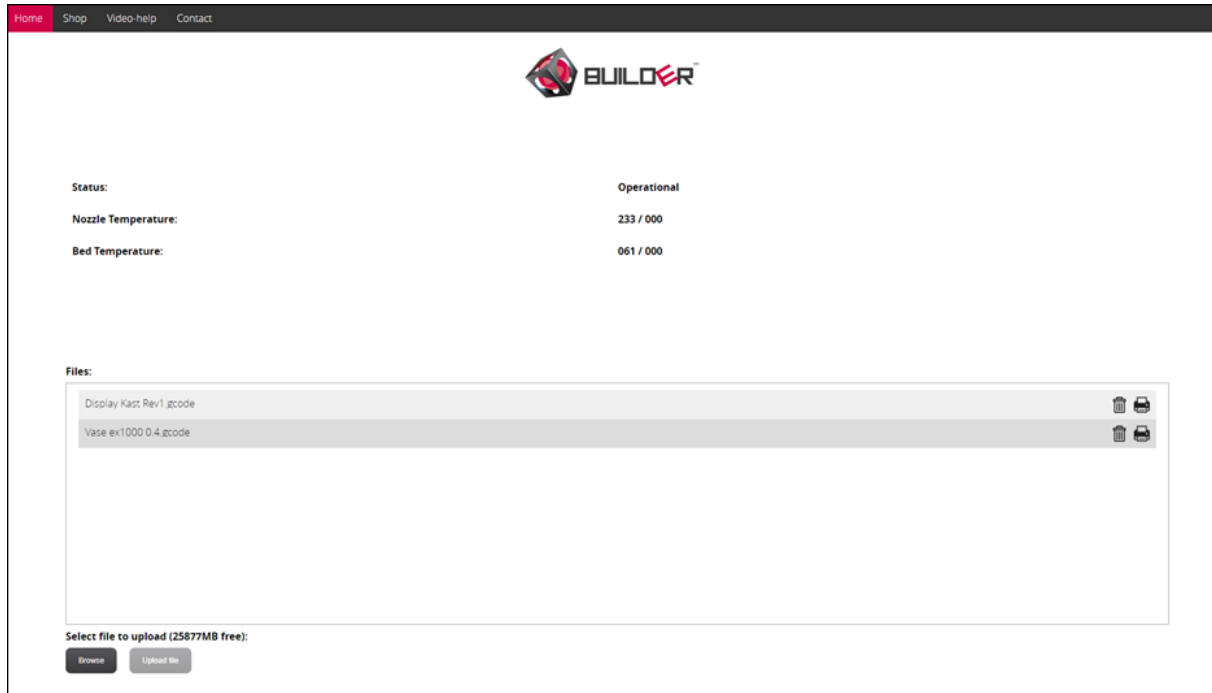 Home Shop Video-help Contact
BUILDER™
Status: Operational
Nozzle Temperature: 233 / 000
Bed Temperature: 061 / 000
Files:
Display Kast Rev1.gcode
Vase ex1000 0.4.gcode
Select file to upload (25877MB free):
Browse Upload file